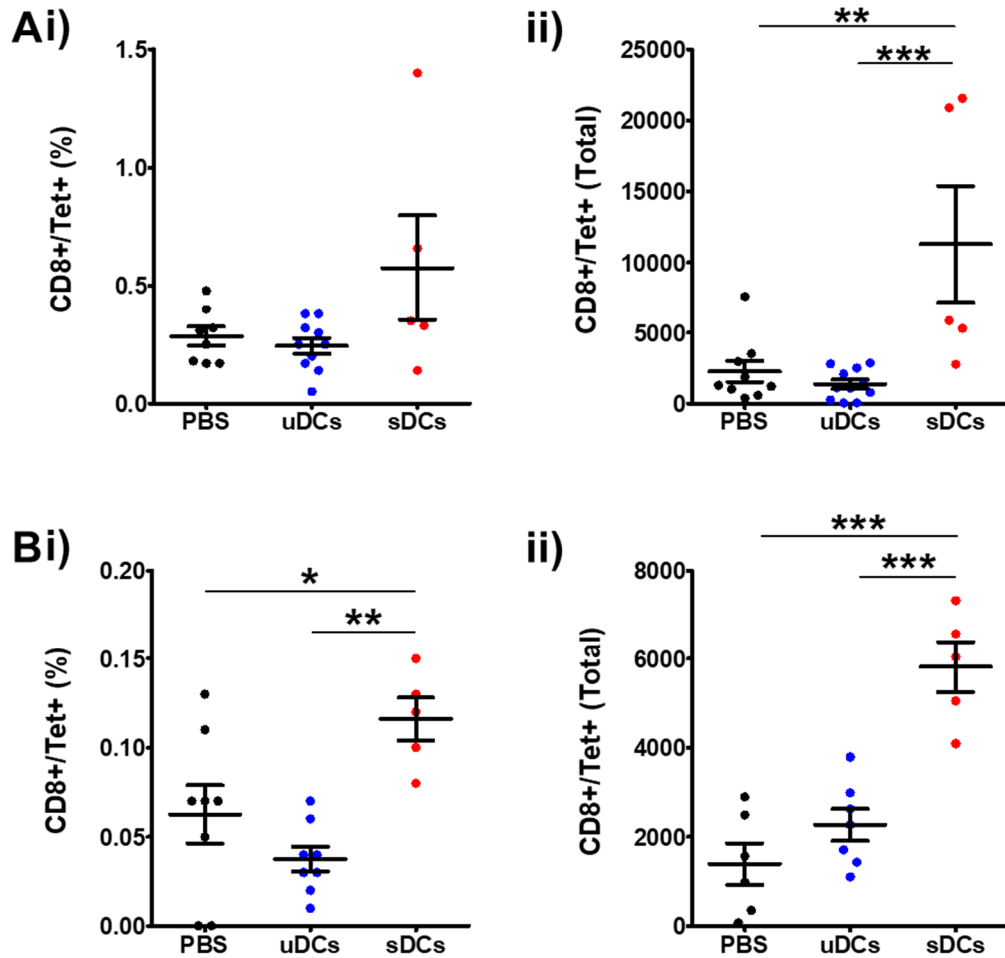 Ai)
CD8+/Tet+ (%)
1.5
1.0
0.5
0.0
PBS uDCs sDCs
ii)
** 
***
CD8+/Tet+ (Total)
25000
20000
15000
10000
5000
0
PBS uDCs sDCs
Bi)
*
**
CD8+/Tet+ (%)
0.20
0.15
0.10
0.05
0.00
PBS uDCs sDCs
ii)
***
***
CD8+/Tet+ (Total)
8000
6000
4000
2000
0
PBS uDCs sDCs